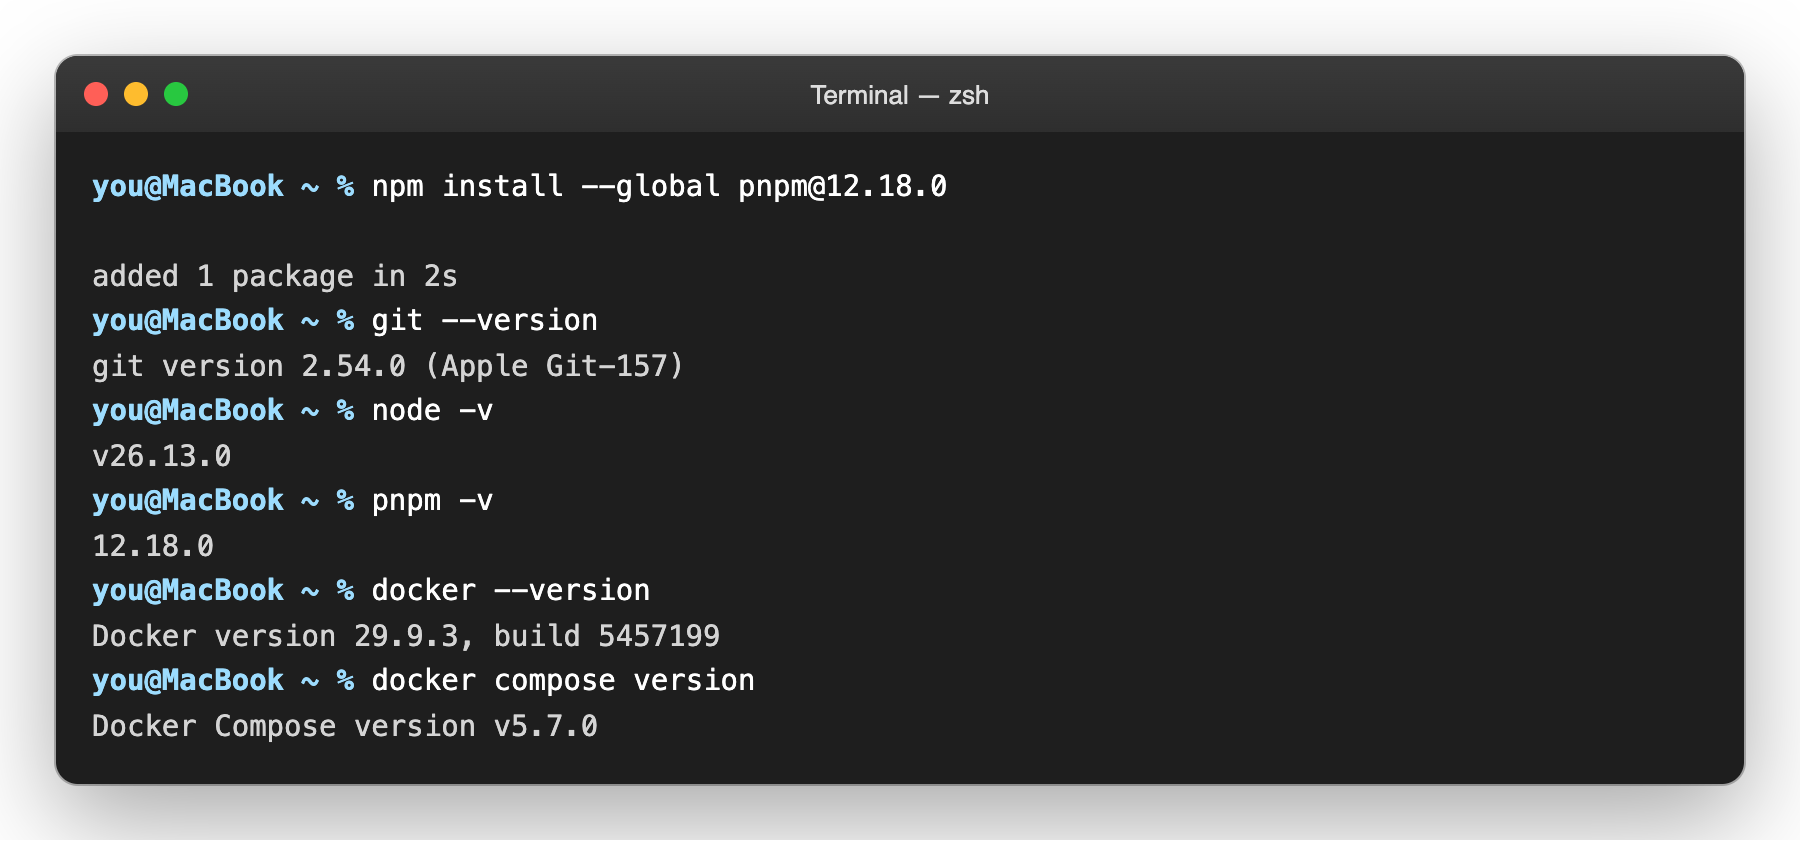 Terminal — zsh
you@MacBook ~ % npm install --global pnpm@12.18.0
added 1 package in 2s
you@MacBook ~ % git --version
git version 2.54.0 (Apple Git-157)
you@MacBook ~ % node -v
v26.13.0
you@MacBook ~ % pnpm -v
12.18.0
you@MacBook ~ % docker --version
Docker version 29.9.3, build 5457199
you@MacBook ~ % docker compose version
Docker Compose version v5.7.0